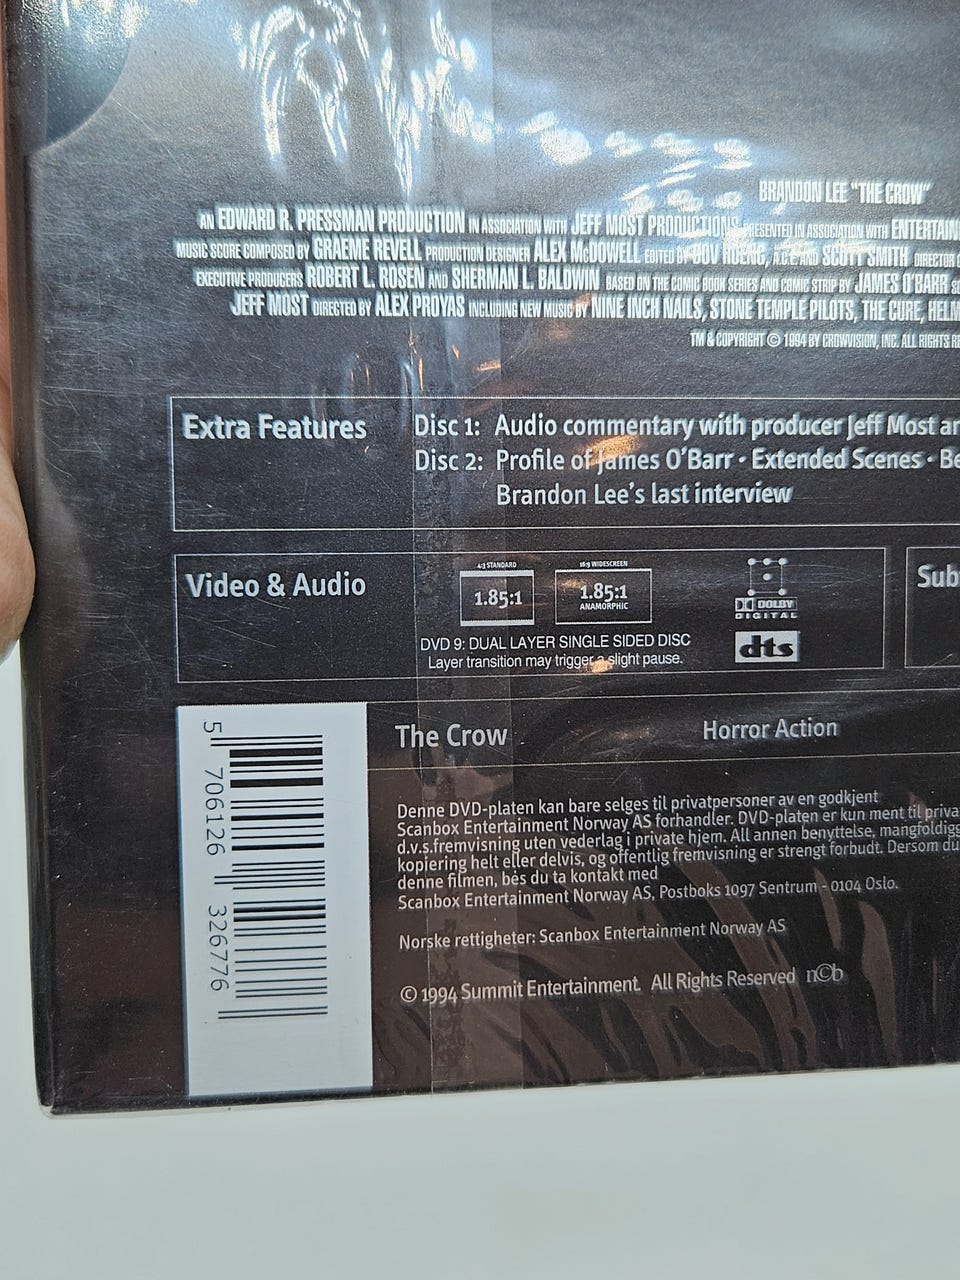 BRANDON LEE "THE CROW"
AN EDWARD R. PRESSMAN PRODUCTION IN ASSOCIATION WITH JEFF MOST PRODUCTIONS PRESENTED IN ASSOCIATION WITH ENTERTAIN
MUSIC SCORE COMPOSED BY GRAEME REVELL PRODUCTION DESIGNER ALEX McDOWELL EDITED BY DOV HOENIG, A.C.E. AND SCOTT SMITH DIRECTOR
EXECUTIVE PRODUCERS ROBERT L. ROSEN AND SHERMAN L. BALDWIN BASED ON THE COMIC BOOK SERIES AND COMIC STRIP BY JAMES O'BARR
JEFF MOST DIRECTED BY ALEX PROYAS INCLUDING NEW MUSIC BY NINE INCH NAILS, STONE TEMPLE PILOTS, THE CURE, HELM
TM & COPYRIGHT © 1994 BY CROWVISION, INC. ALL RIGHTS RE
Extra Features
Disc 1: Audio commentary with producer Jeff Most an
Disc 2: Profile of James O'Barr • Extended Scenes • Be
Brandon Lee's last interview
Video & Audio
4:3 STANDARD
1.85:1
16:9 WIDESCREEN
1.85:1
ANAMORPHIC
DOLBY
DIGITAL
dts
DVD 9: DUAL LAYER SINGLE SIDED DISC
Layer transition may trigger a slight pause.
Sub
The Crow
Horror Action
5 706126 326776
Denne DVD-platen kan bare selges til privatpersoner av en godkjent
Scanbox Entertainment Norway AS forhandler. DVD-platen er kun ment til priva
d.v.s.fremvisning uten vederlag i private hjem. All annen benyttelse, mangfoldigg
kopiering helt eller delvis, og offentlig fremvisning er strengt forbudt. Dersom du
denne filmen, bes du ta kontakt med
Scanbox Entertainment Norway AS, Postboks 1097 Sentrum - 0104 Oslo.
Norske rettigheter: Scanbox Entertainment Norway AS
© 1994 Summit Entertainment. All Rights Reserved n©b